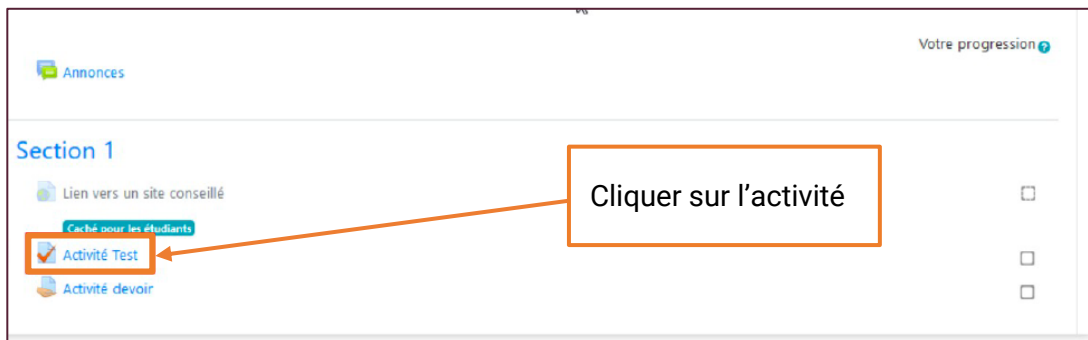 Votre progression
Annonces
Section 1
Lien vers un site conseillé
Cliquer sur l’activité
Caché pour les étudiants
Activité Test
Activité devoir